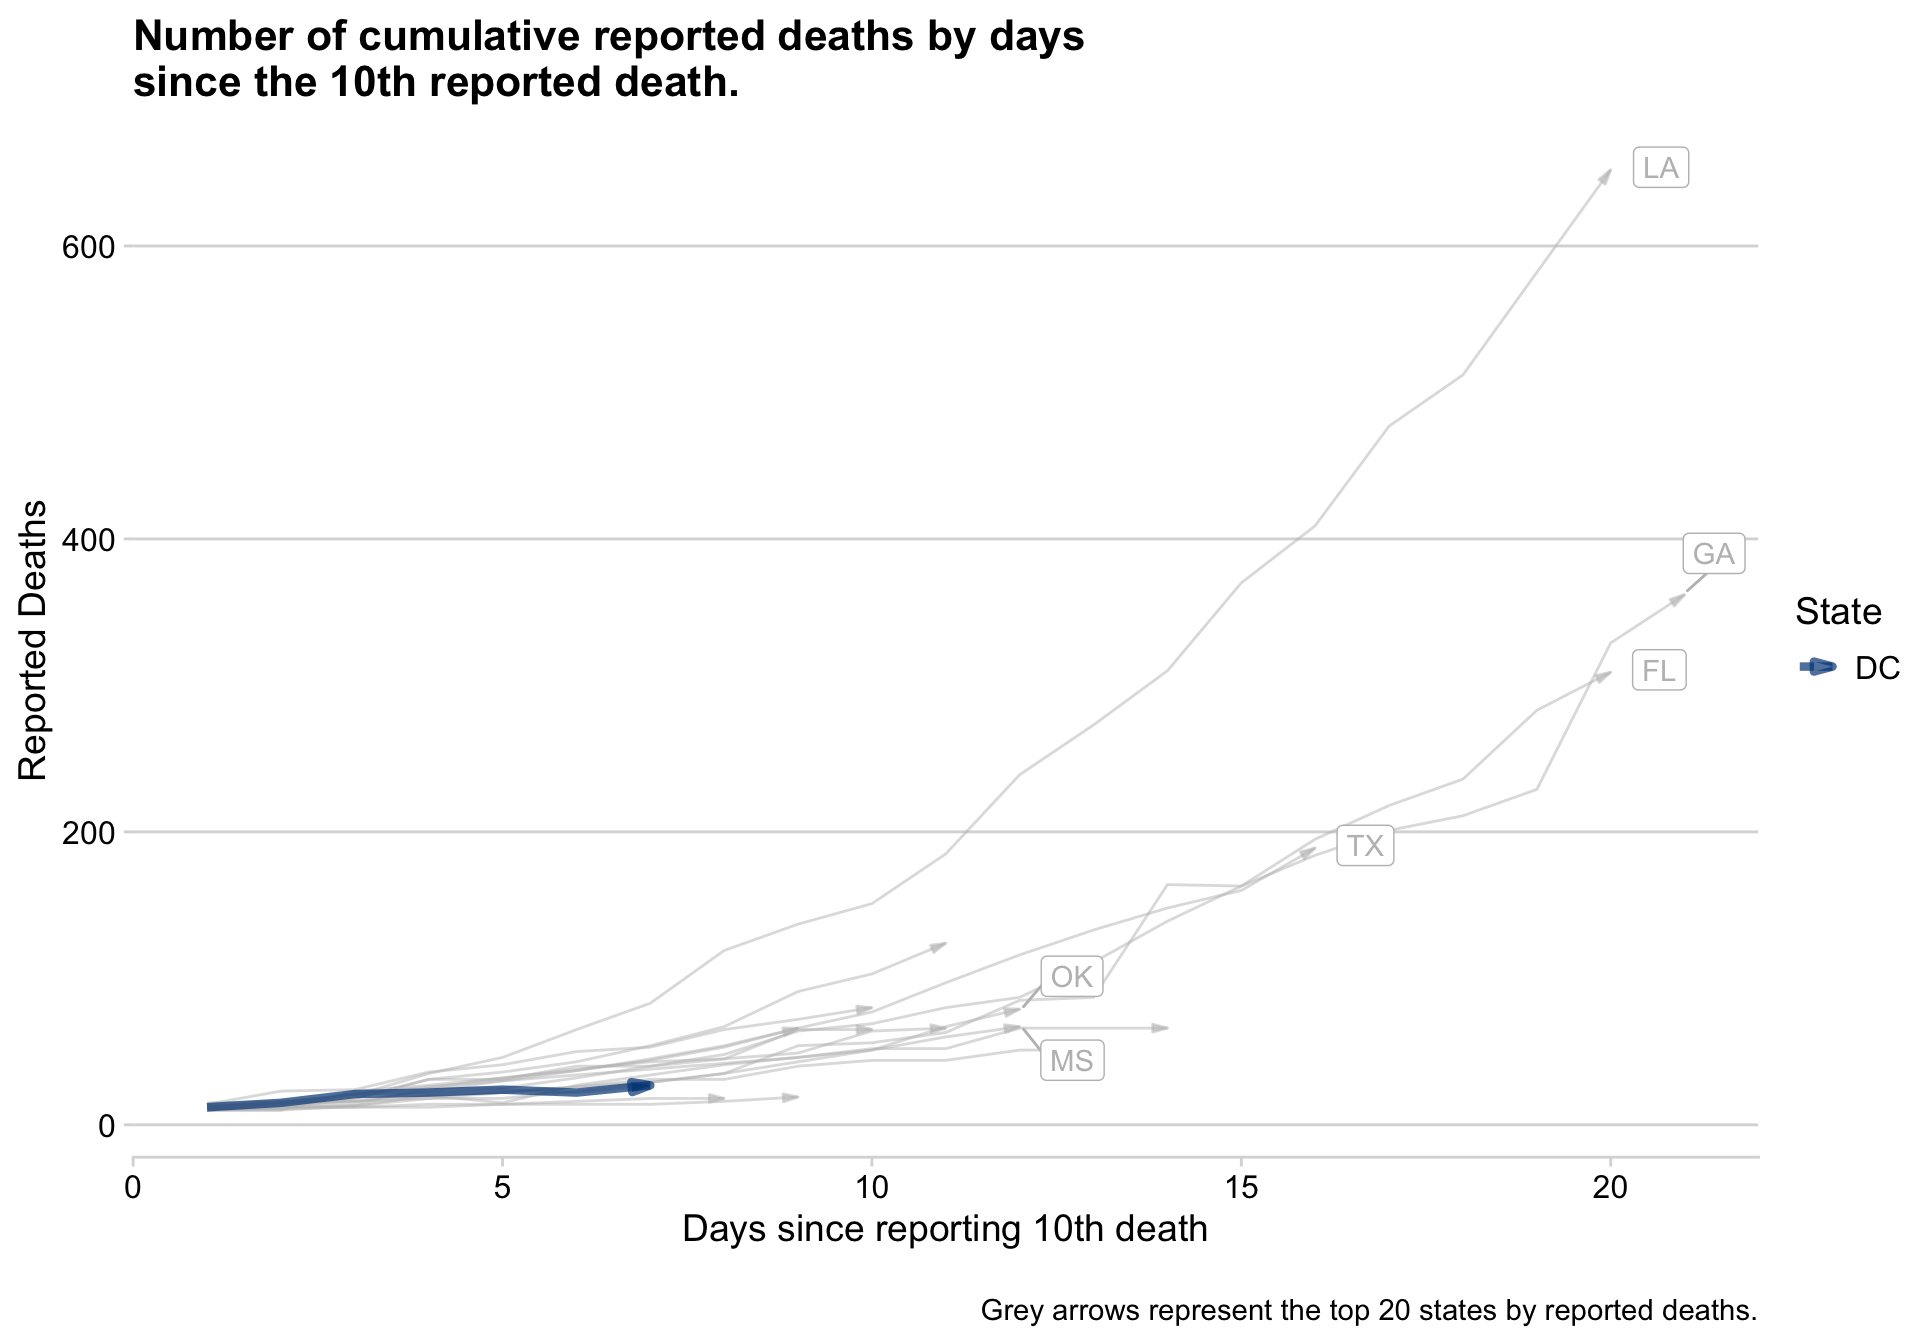 Number of cumulative reported deaths by days
since the 10th reported death.
LA
600
400
GA
Reported Deaths
State
FL
DC
200
TX
OK
MS
0
0 5 10 15 20
Days since reporting 10th death
Grey arrows represent the top 20 states by reported deaths.